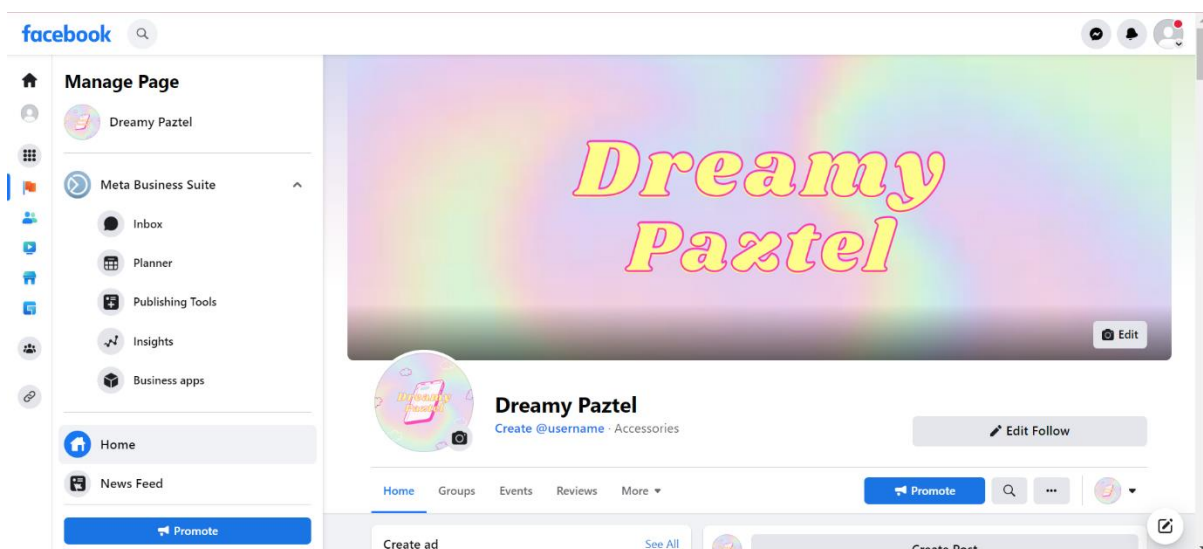 facebook
Manage Page
Dreamy Paztel
Meta Business Suite
Inbox
Planner
Publishing Tools
Insights
Business apps
Home
News Feed
Promote
Dreamy
Paztel
Edit
Dreamy
Paztel
Dreamy Paztel
Create @username · Accessories
Edit Follow
Home Groups Events Reviews More
Promote
Create ad See All
Create Post